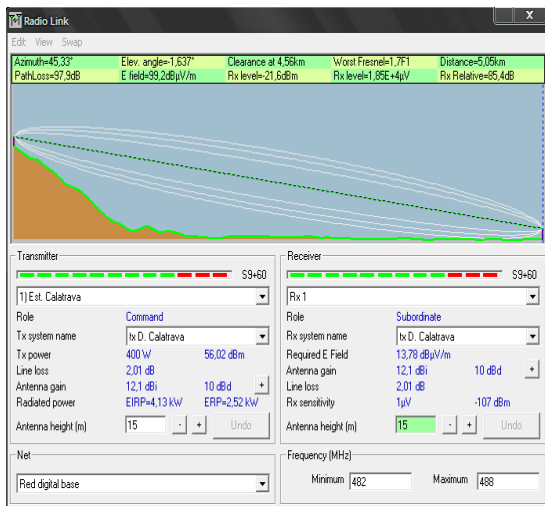 Radio Link
X
Edit View Swap
Azimuth=45,33° Elev. angle=-1,637° Clearance at 4,56km Worst Fresnel=1,7F1 Distance=5,05km
PathLoss=97,9dB E field=99,2dBµV/m Rx level=-21,6dBm Rx level=1,85E+4µV Rx Relative=85,4dB
Transmitter
S9+60
1) Est. Calatrava
Role Command
Tx system name tx D. Calatrava
Tx power 400 W 56,02 dBm
Line loss 2,01 dB
Antenna gain 12,1 dBi 10 dBd +
Radiated power EIRP=4,13 kW ERP=2,52 kW
Antenna height (m) 15 - + Undo
Receiver
S9+60
Rx 1
Role Subordinate
Rx system name tx D. Calatrava
Required E Field 13,78 dBµV/m
Antenna gain 12,1 dBi 10 dBd +
Line loss 2,01 dB
Rx sensitivity 1µV -107 dBm
Antenna height (m) 15 - + Undo
Net
Red digital base
Frequency (MHz)
Minimum 482 Maximum 488